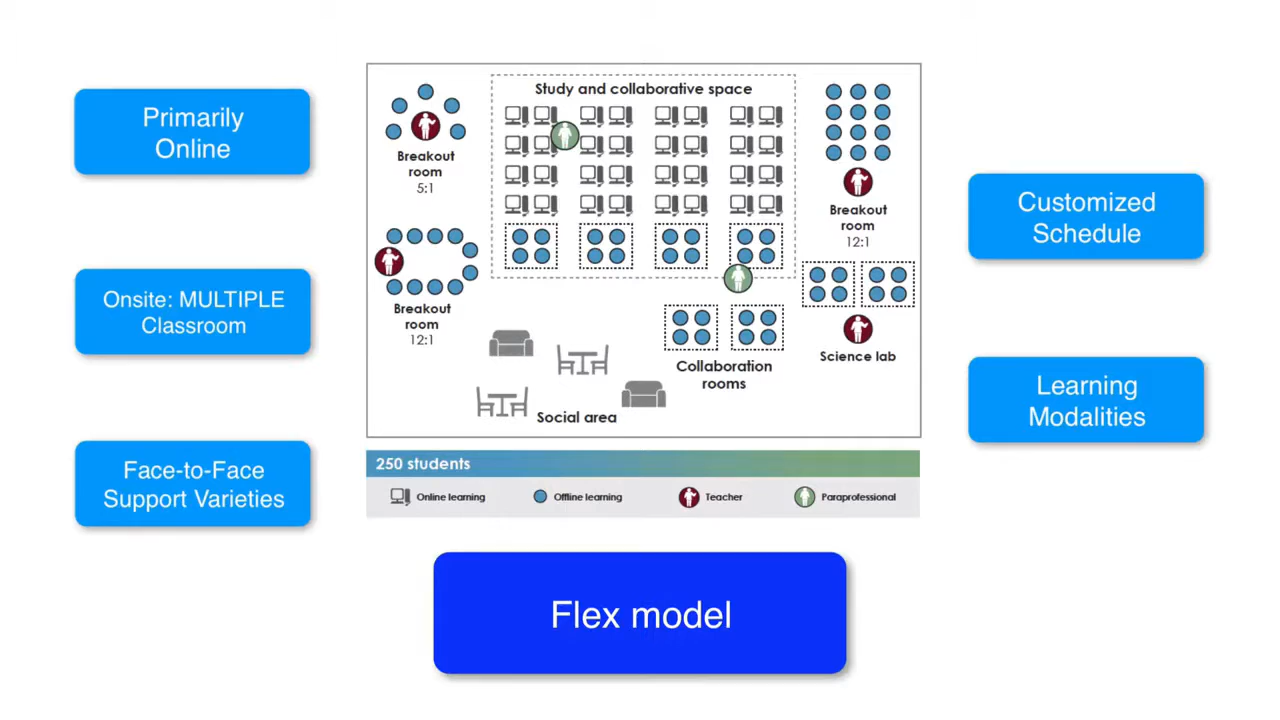 Primarily
Online
Onsite: MULTIPLE
Classroom
Face-to-Face
Support Varieties
Study and collaborative space
Breakout
room
5:1
Breakout
room
12:1
Breakout
room
12:1
Science lab
Collaboration
rooms
Social area
250 students
Online learning
Offline learning
Teacher
Paraprofessional
Customized
Schedule
Learning
Modalities
Flex model